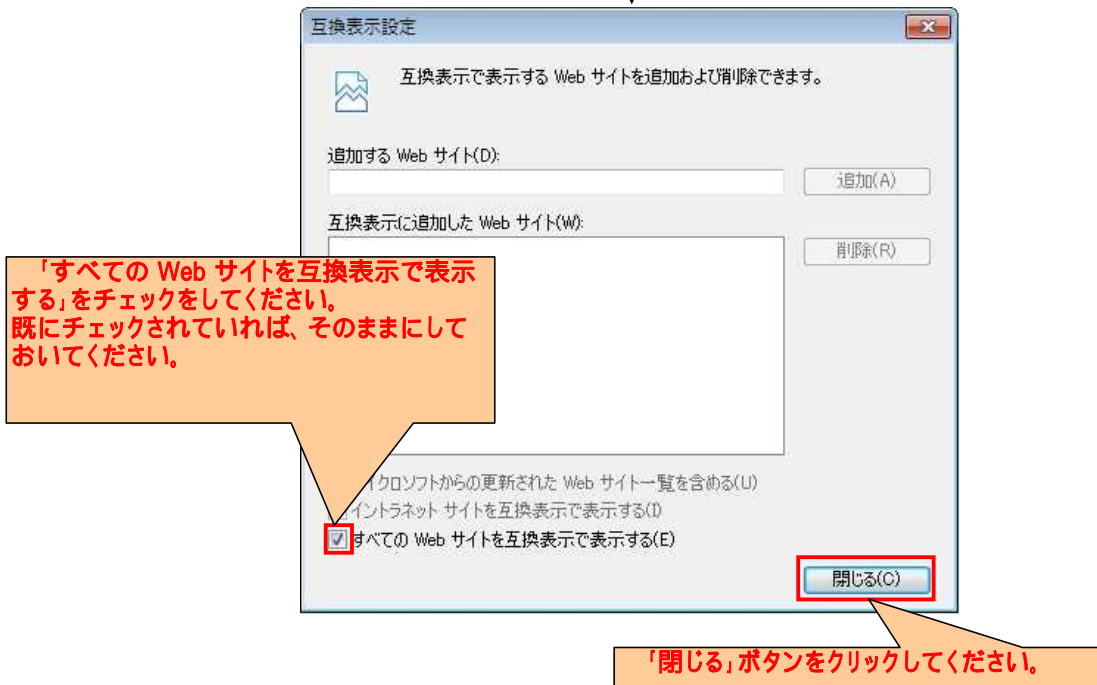 互換表示設定
互換表示で表示する Web サイトを追加および削除できます。
追加する Web サイト(D):
追加(A)
互換表示に追加した Web サイト(W):
削除(R)
「すべての Web サイトを互換表示で表示
する」をチェックをしてください。
既にチェックされていれば、そのままにして
おいてください。
イクロソフトからの更新された Web サイト一覧を含める(U)
イントラネット サイトを互換表示で表示する(I)
すべての Web サイトを互換表示で表示する(E)
閉じる(C)
「閉じる」ボタンをクリックしてください。